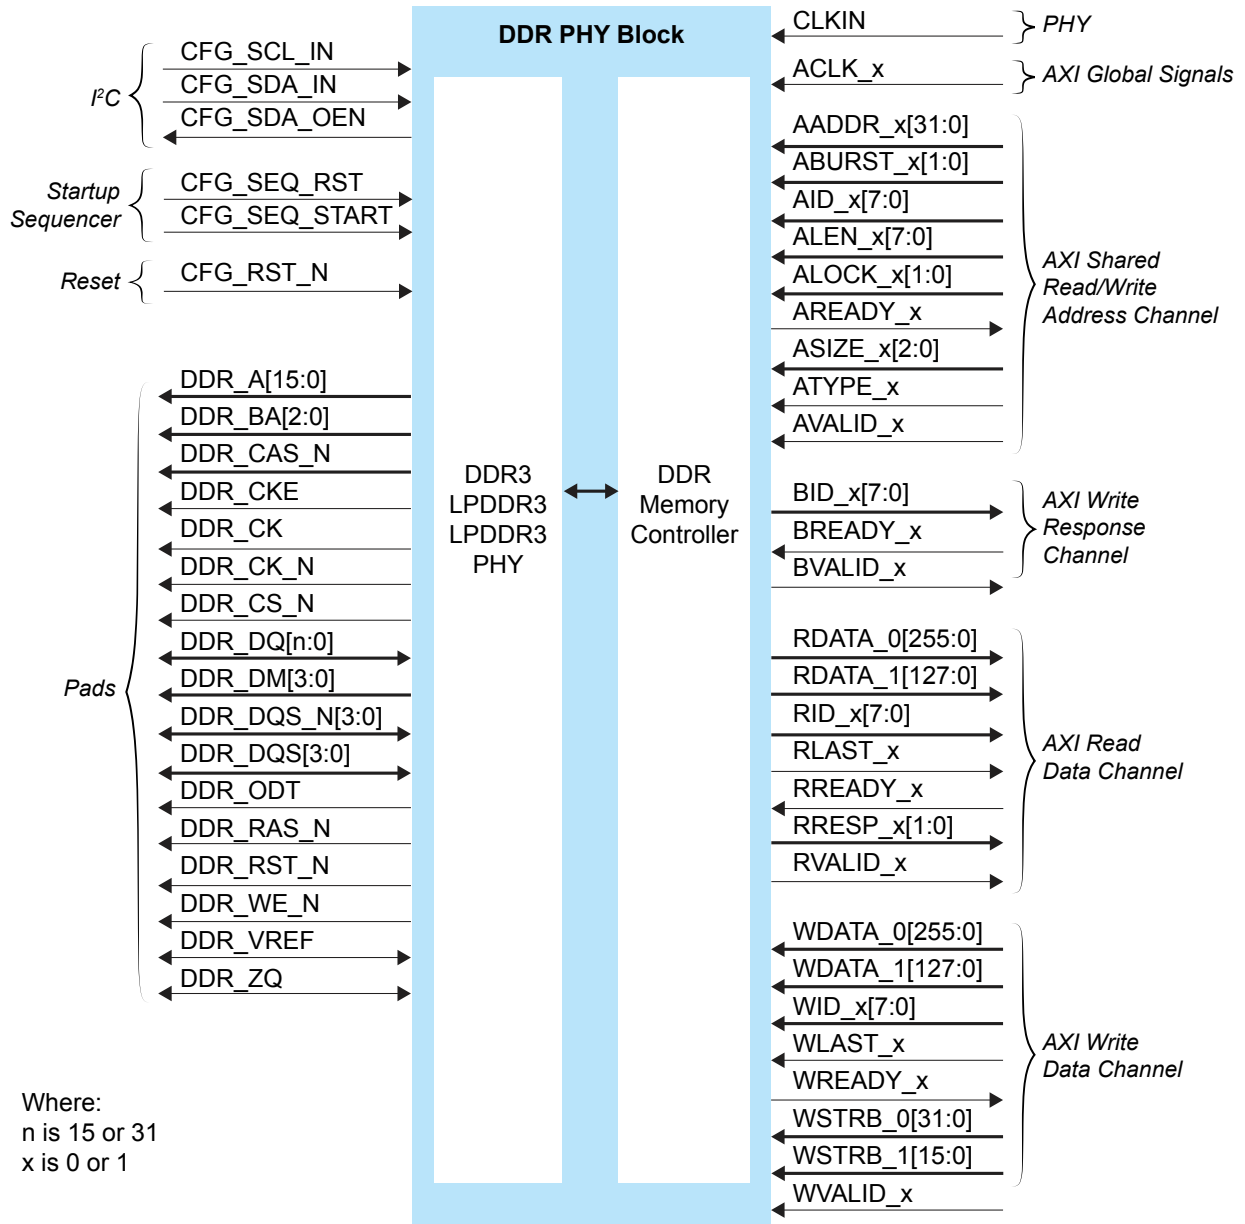 DDR PHY Block
I²C
CFG_SCL_IN
CFG_SDA_IN
CFG_SDA_OEN
Startup
Sequencer
CFG_SEQ_RST
CFG_SEQ_START
Reset
CFG_RST_N
Pads
DDR_A[15:0]
DDR_BA[2:0]
DDR_CAS_N
DDR_CKE
DDR_CK
DDR_CK_N
DDR_CS_N
DDR_DQ[n:0]
DDR_DM[3:0]
DDR_DQS_N[3:0]
DDR_DQS[3:0]
DDR_ODT
DDR_RAS_N
DDR_RST_N
DDR_WE_N
DDR_VREF
DDR_ZQ
Where:
n is 15 or 31
x is 0 or 1
DDR3
LPDDR3
LPDDR3
PHY
DDR
Memory
Controller
CLKIN
PHY
ACLK_x
AXI Global Signals
AADDR_x[31:0]
ABURST_x[1:0]
AID_x[7:0]
ALEN_x[7:0]
ALOCK_x[1:0]
AREADY_x
ASIZE_x[2:0]
ATYPE_x
AVALID_x
AXI Shared
Read/Write
Address Channel
BID_x[7:0]
BREADY_x
BVALID_x
AXI Write
Response
Channel
RDATA_0[255:0]
RDATA_1[127:0]
RID_x[7:0]
RLAST_x
RREADY_x
RRESP_x[1:0]
RVALID_x
AXI Read
Data Channel
WDATA_0[255:0]
WDATA_1[127:0]
WID_x[7:0]
WLAST_x
WREADY_x
WSTRB_0[31:0]
WSTRB_1[15:0]
WVALID_x
AXI Write
Data Channel